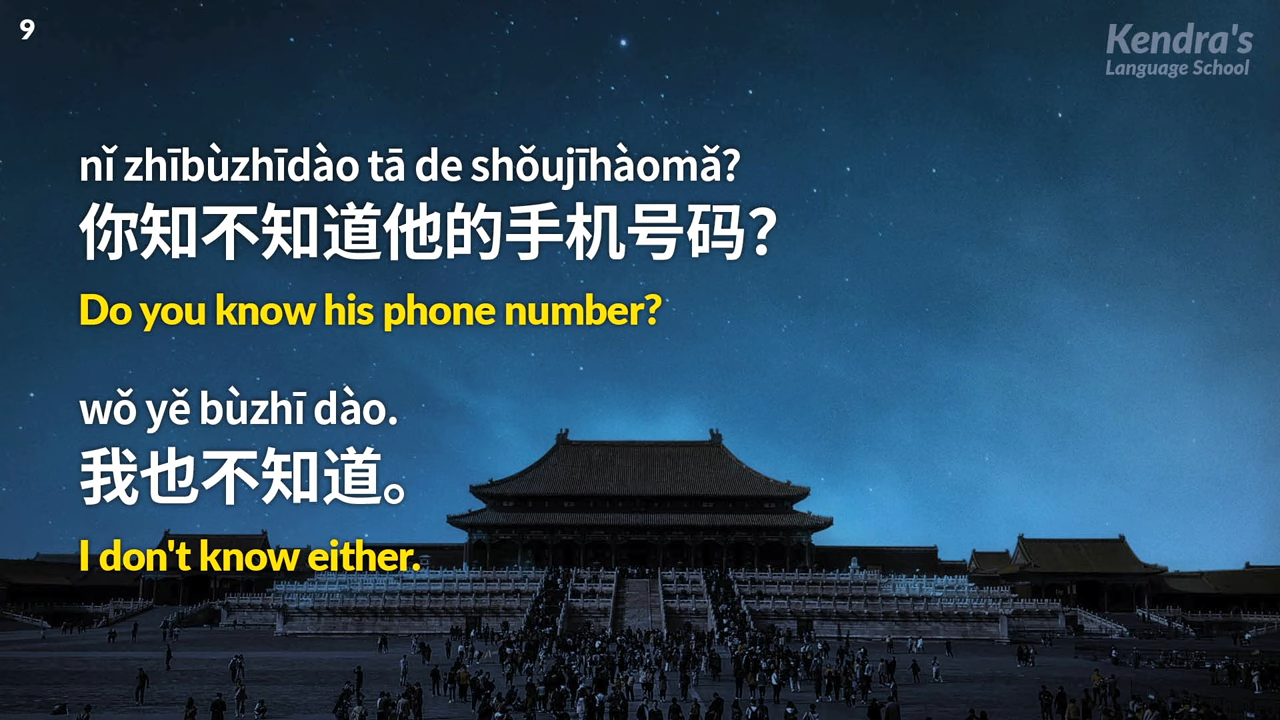 9
Kendra's
Language School
nǐ zhībùzhīdào tā de shǒujīhàomǎ?
你知不知道他的手机号码？
Do you know his phone number?
wǒ yě bùzhī dào.
我也不知道。
I don't know either.